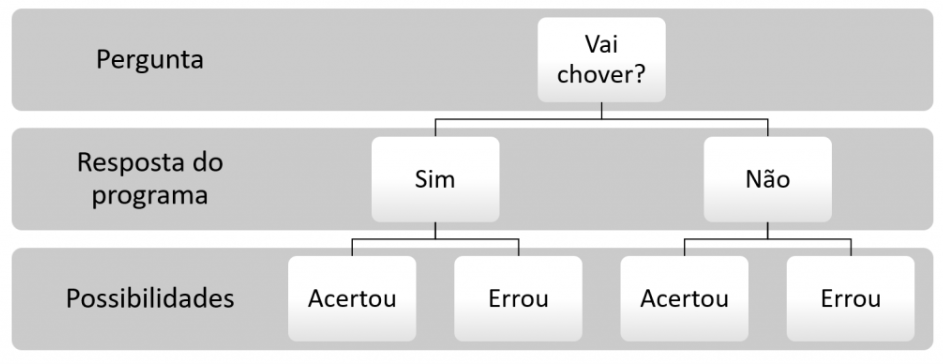 Pergunta
Vai
chover?
Resposta do
programa
Sim
Não
Possibilidades
Acertou
Errou
Acertou
Errou